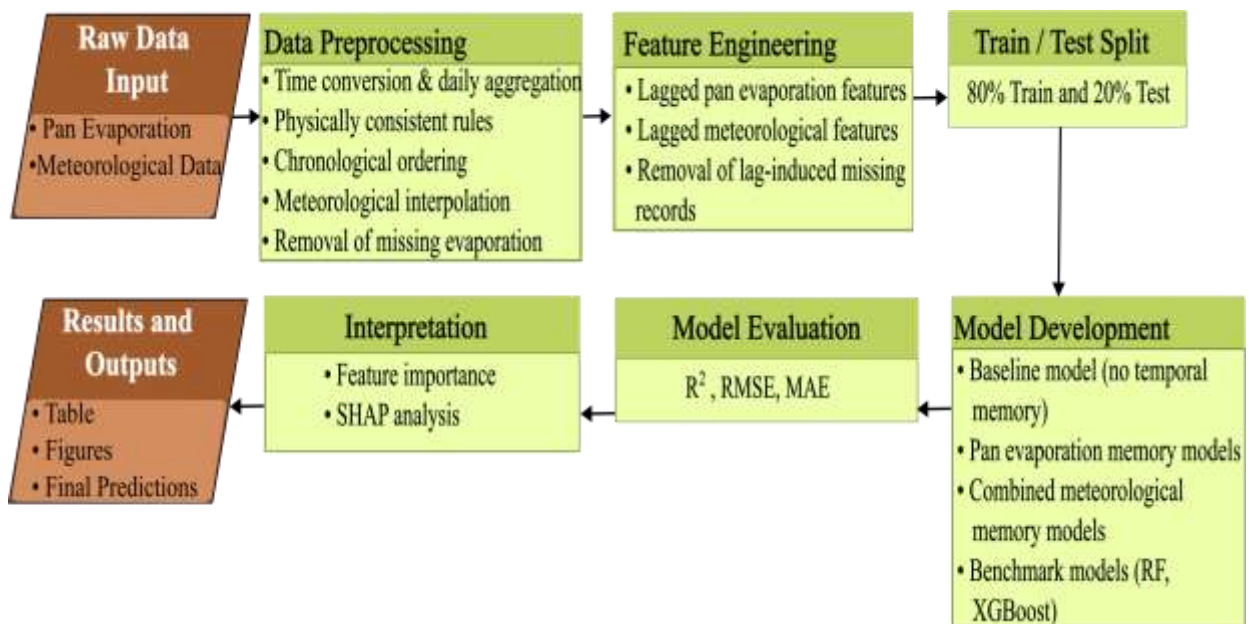 Raw Data
Input
• Pan Evaporation
•Meteorological Data
Data Preprocessing
• Time conversion & daily aggregation
• Physically consistent rules
• Chronological ordering
• Meteorological interpolation
• Removal of missing evaporation
Feature Engineering
• Lagged pan evaporation features
• Lagged meteorological features
• Removal of lag-induced missing
records
Train / Test Split
80% Train and 20% Test
Model Development
• Baseline model (no temporal
memory)
• Pan evaporation memory models
• Combined meteorological
memory models
• Benchmark models (RF,
XGBoost)
Model Evaluation
R², RMSE, MAE
Interpretation
• Feature importance
• SHAP analysis
Results and
Outputs
• Table
• Figures
• Final Predictions